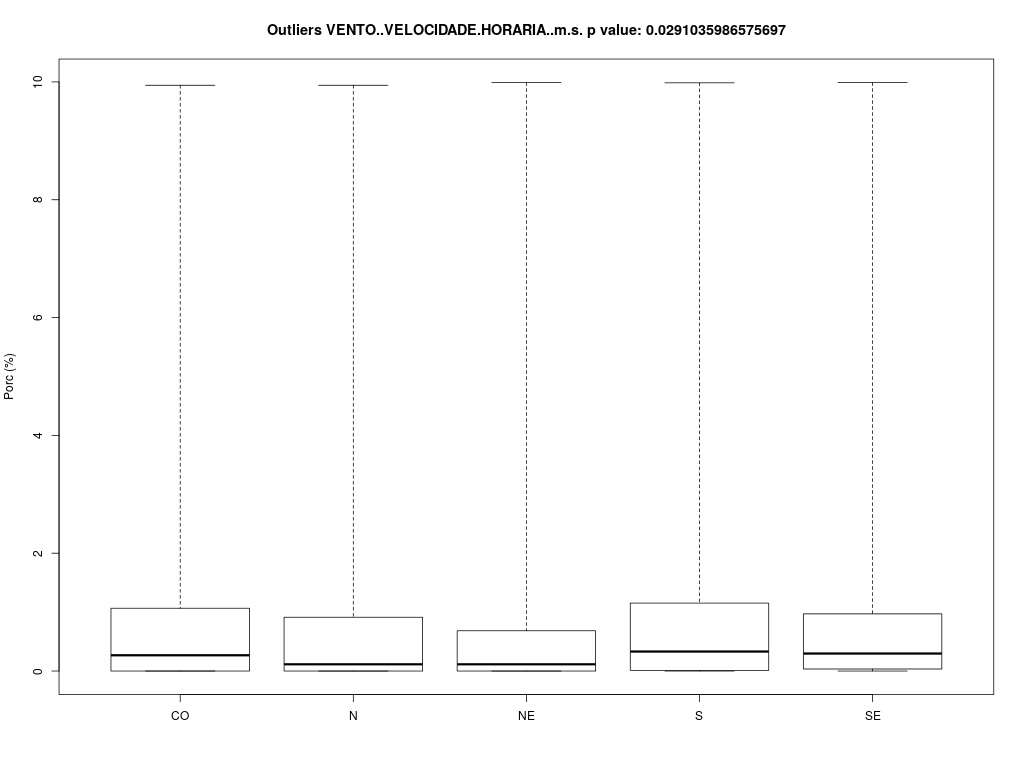 Outliers VENTO..VELOCIDADE.HORARIA..m.s. p value: 0.0291035986575697
10
8
6
4
2
0
Porc (%)
CO N NE S SE